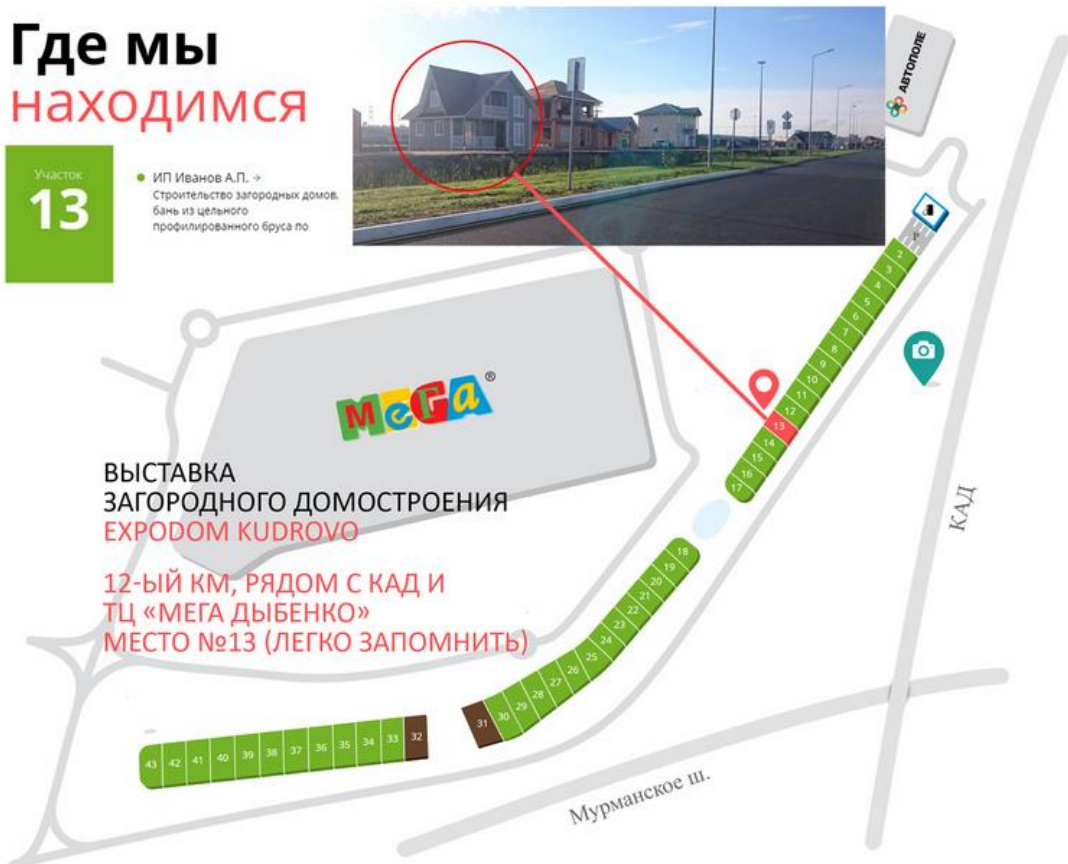 Где мы
находимся
Участок
13
ИП Иванов А.П. →
Строительство загородных домов,
бань из цельного
профилированного бруса по
АВТОПОЛЕ
P
2
3
4
5
6
7
8
9
10
11
12
13
14
15
16
17
МеГа®
ВЫСТАВКА
ЗАГОРОДНОГО ДОМОСТРОЕНИЯ
EXPODOM KUDROVO
12-ЫЙ КМ, РЯДОМ С КАД И
ТЦ «МЕГА ДЫБЕНКО»
МЕСТО №13 (ЛЕГКО ЗАПОМНИТЬ)
КАД
18
19
20
21
22
23
24
25
26
27
28
29
30
31
32
33
34
35
36
37
38
39
40
41
42
43
Мурманское ш.